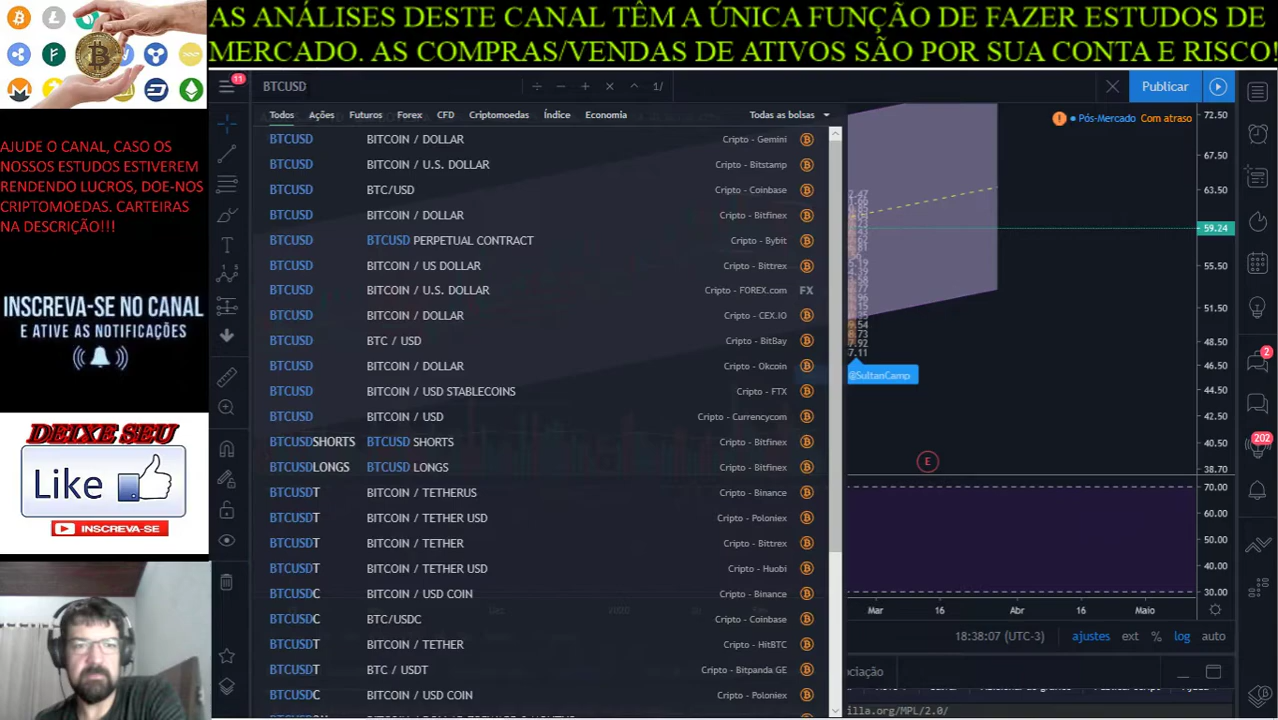 AS ANÁLISES DESTE CANAL TÊM A ÚNICA FUNÇÃO DE FAZER ESTUDOS DE
MERCADO. AS COMPRAS/VENDAS DE ATIVOS SÃO POR SUA CONTA E RISCO!
AJUDE O CANAL, CASO OS
NOSSOS ESTUDOS ESTIVEREM
RENDENDO LUCROS, DOE-NOS
CRIPTOMOEDAS. CARTEIRAS
NA DESCRIÇÃO!!!
INSCREVA-SE NO CANAL
E ATIVE AS NOTIFICAÇÕES
DEIXE SEU
Like
INSCREVA-SE
11
BTCUSD ÷ − + × ^ 1/
Publicar
Todos Ações Futuros Forex CFD Criptomoedas Índice Economia Todas as bolsas
BTCUSD BITCOIN / DOLLAR Cripto - Gemini
BTCUSD BITCOIN / U.S. DOLLAR Cripto - Bitstamp
BTCUSD BTC/USD Cripto - Coinbase
BTCUSD BITCOIN / DOLLAR Cripto - Bitfinex
BTCUSD BTCUSD PERPETUAL CONTRACT Cripto - Bybit
BTCUSD BITCOIN / US DOLLAR Cripto - Bittrex
BTCUSD BITCOIN / U.S. DOLLAR Cripto - FOREX.com FX
BTCUSD BITCOIN / DOLLAR Cripto - CEX.IO
BTCUSD BTC / USD Cripto - BitBay
BTCUSD BITCOIN / DOLLAR Cripto - Okcoin
BTCUSD BITCOIN / USD STABLECOINS Cripto - FTX
BTCUSD BITCOIN / USD Cripto - Currencycom
BTCUSDSHORTS BTCUSD SHORTS Cripto - Bitfinex
BTCUSDLONGS BTCUSD LONGS Cripto - Bitfinex
BTCUSDT BITCOIN / TETHERUS Cripto - Binance
BTCUSDT BITCOIN / TETHER USD Cripto - Poloniex
BTCUSDT BITCOIN / TETHER Cripto - Bittrex
BTCUSDT BITCOIN / TETHER USD Cripto - Huobi
BTCUSDC BITCOIN / USD COIN Cripto - Binance
BTCUSDC BTC/USDC Cripto - Coinbase
BTCUSDT BITCOIN / TETHER Cripto - HitBTC
BTCUSDT BTC / USDT Cripto - Bitpanda GE
BTCUSDC BITCOIN / USD COIN Cripto - Poloniex
Pós-Mercado Com atraso
72.50
67.50
63.50
59.24
55.50
51.50
48.50
46.50
44.50
42.50
40.50
38.70
70.00
60.00
50.00
40.00
30.00
@SultanCamp
E
Mar 16 Abr 16 Maio
18:38:07 (UTC-3) ajustes ext % log auto
ociação
illa.org/MPL/2.0/
2
202